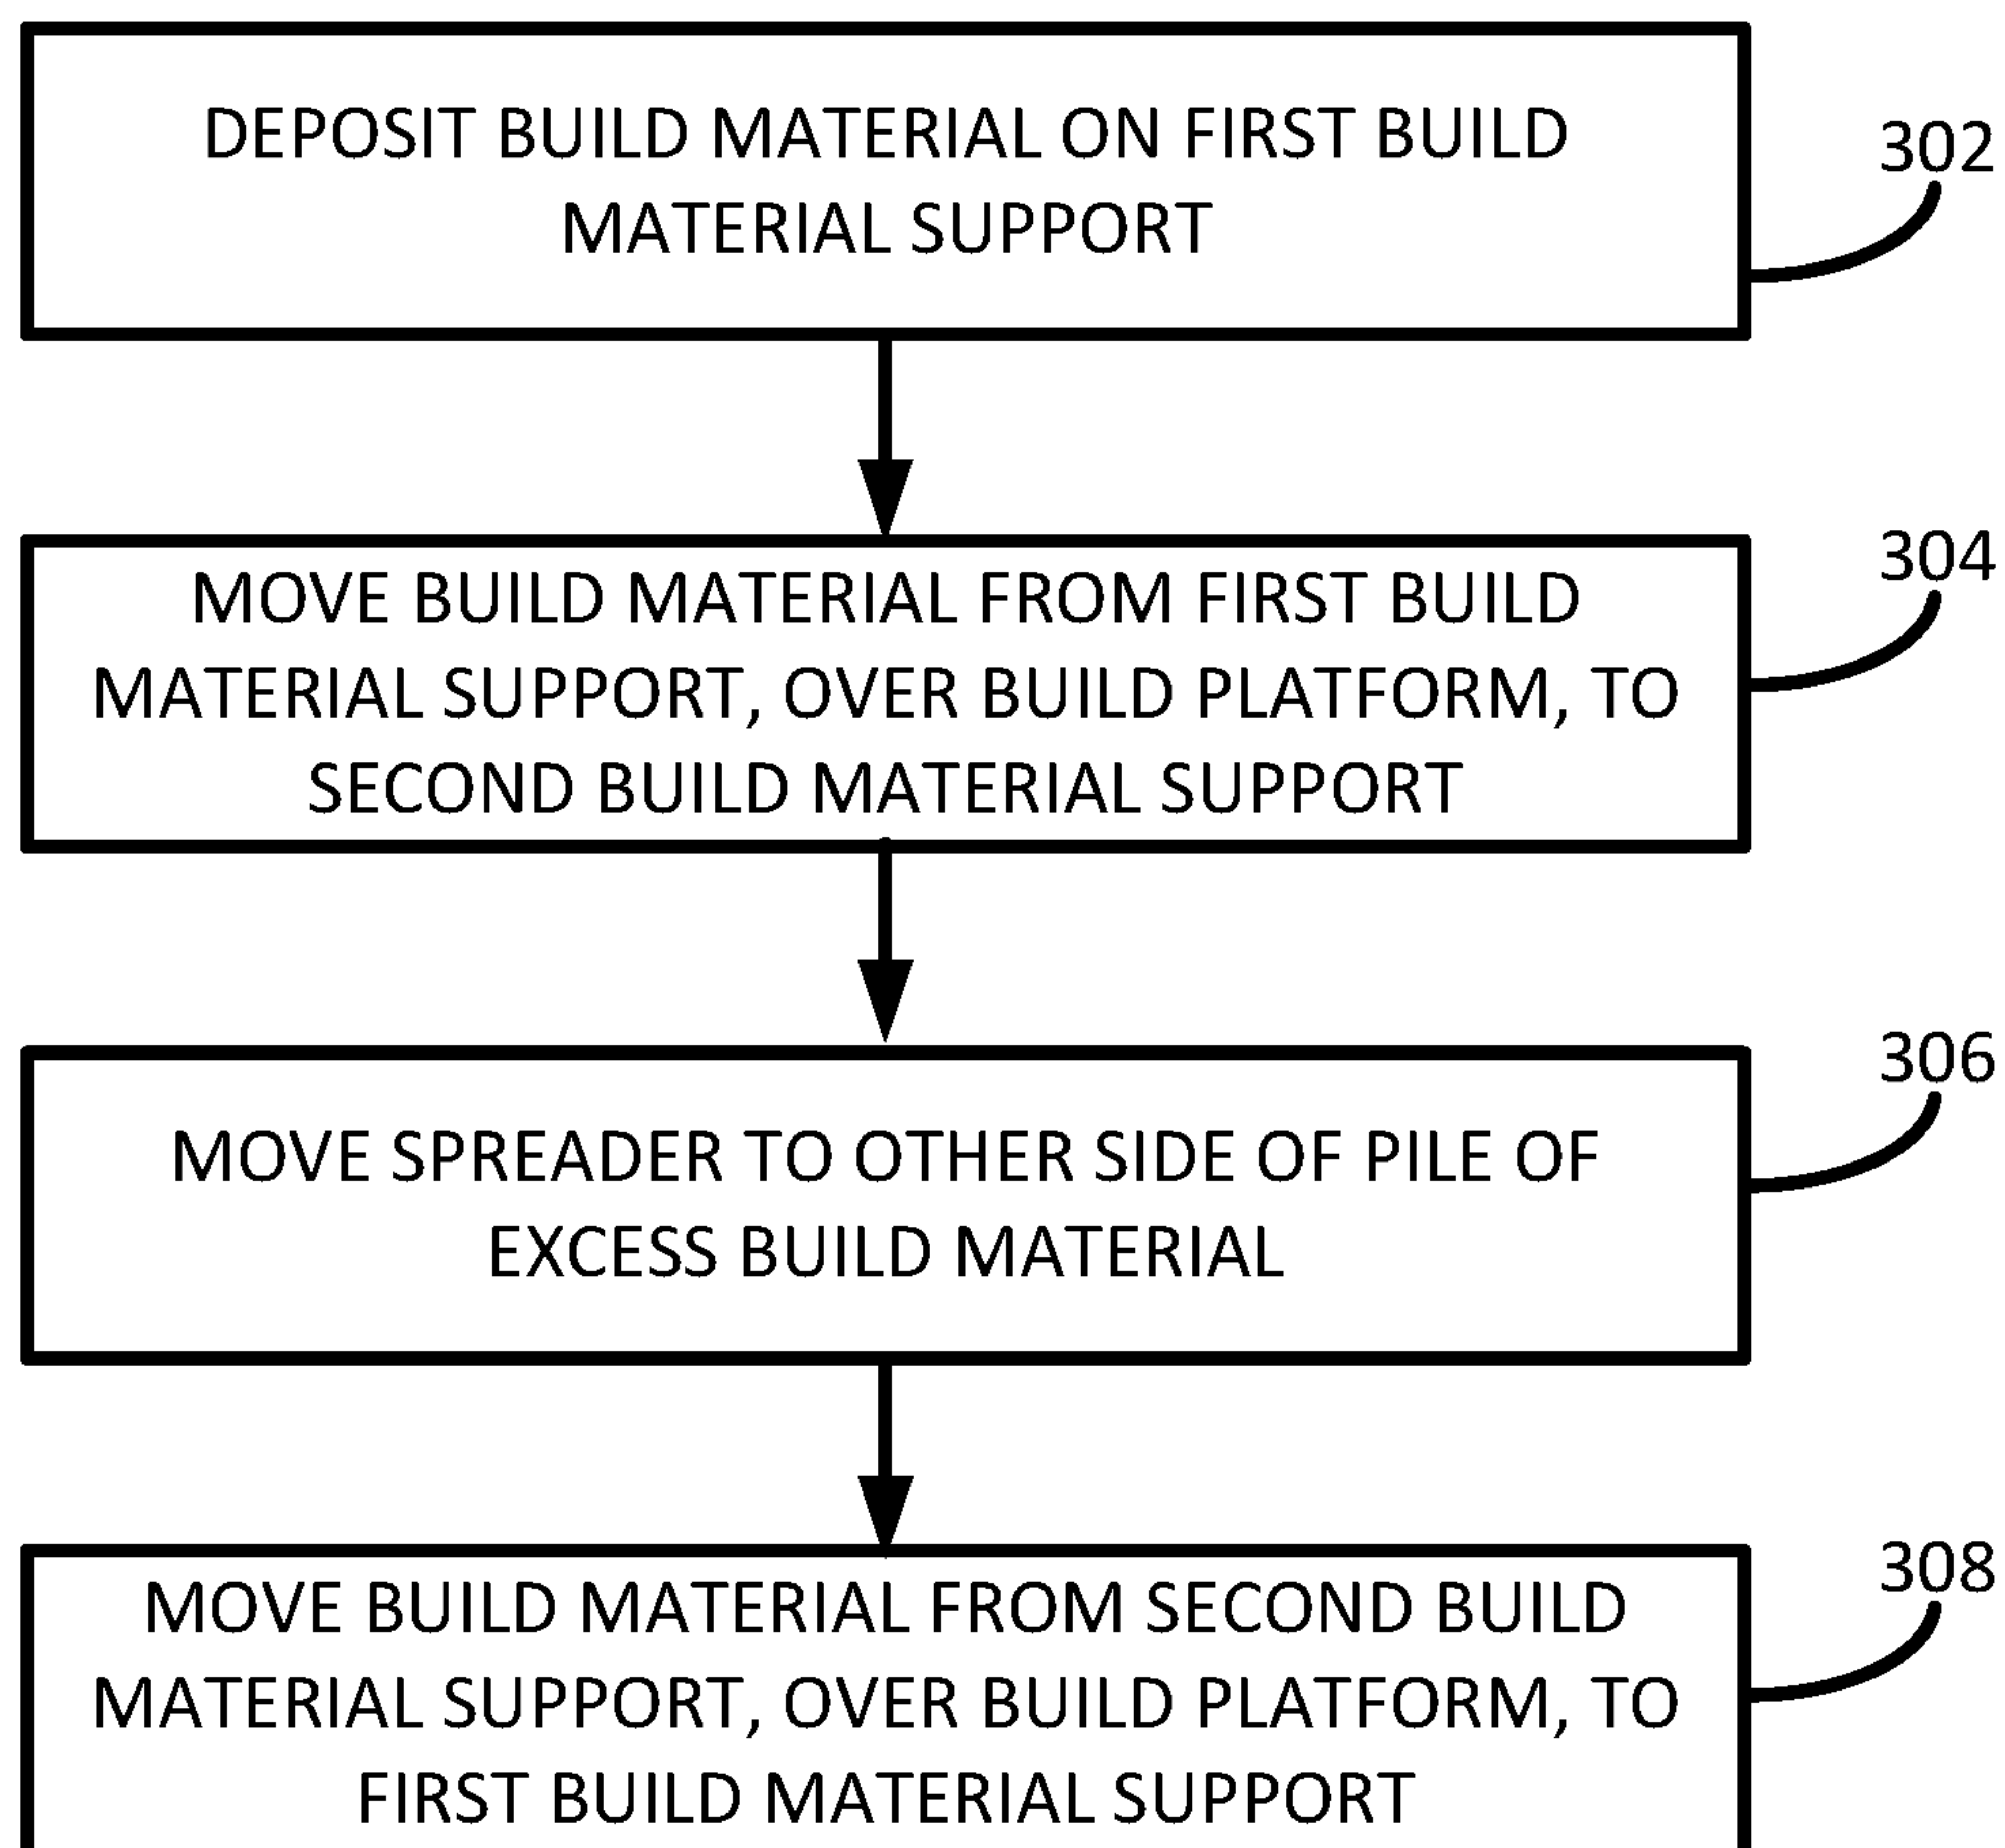 DEPOSIT BUILD MATERIAL ON FIRST BUILD
MATERIAL SUPPORT
302
MOVE BUILD MATERIAL FROM FIRST BUILD
MATERIAL SUPPORT, OVER BUILD PLATFORM, TO
SECOND BUILD MATERIAL SUPPORT
304
MOVE SPREADER TO OTHER SIDE OF PILE OF
EXCESS BUILD MATERIAL
306
MOVE BUILD MATERIAL FROM SECOND BUILD
MATERIAL SUPPORT, OVER BUILD PLATFORM, TO
FIRST BUILD MATERIAL SUPPORT
308